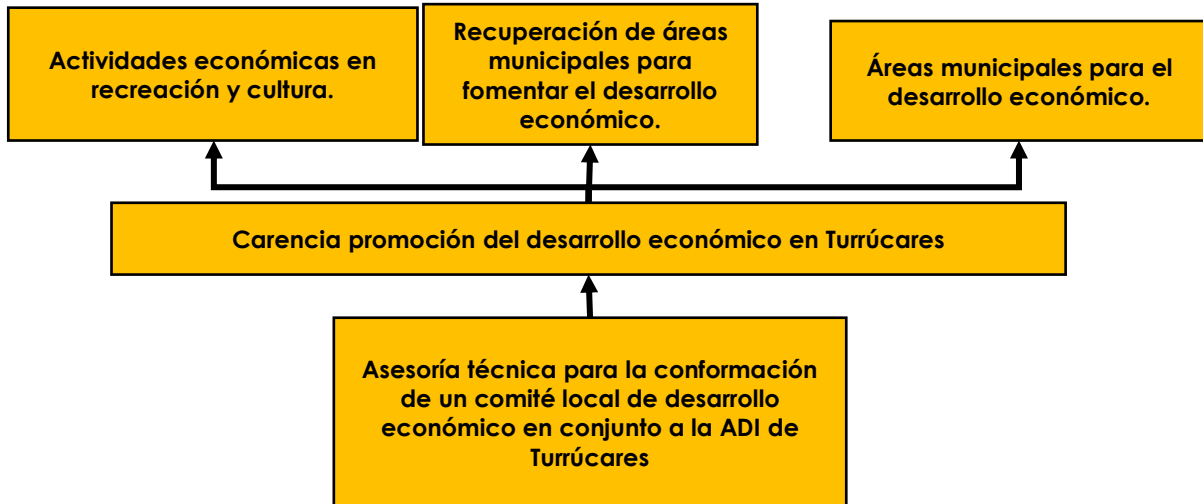 Actividades económicas en
recreación y cultura.
Recuperación de áreas
municipales para
fomentar el desarrollo
económico.
Áreas municipales para el
desarrollo económico.
Carencia promoción del desarrollo económico en Turrúcares
Asesoría técnica para la conformación
de un comité local de desarrollo
económico en conjunto a la ADI de
Turrúcares